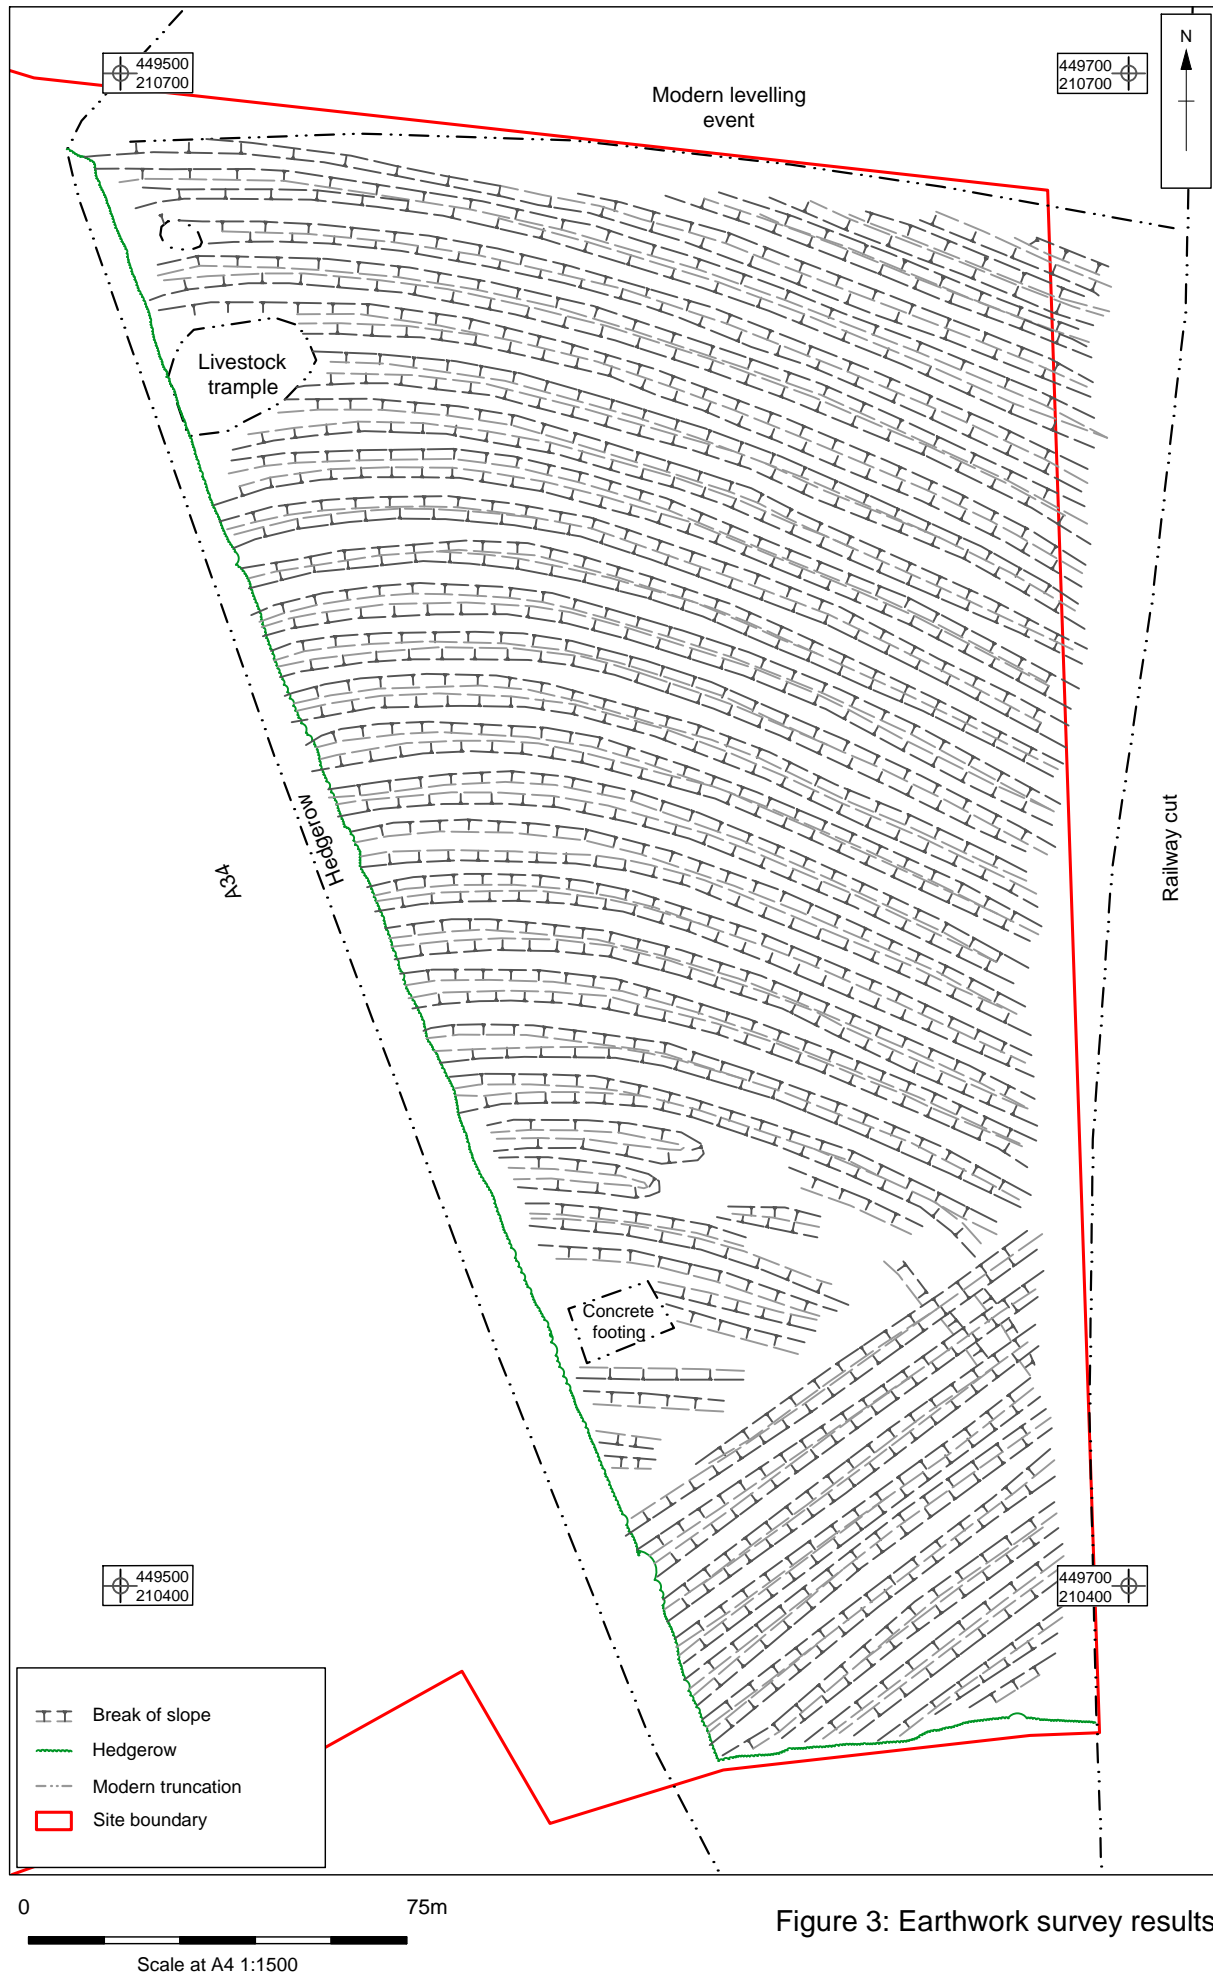 449500
210700
Modern levelling
event
449700
210700
N
Livestock
trample
Hedgerow
A34
Railway cut
Concrete
footing
449500
210400
449700
210400
Break of slope
Hedgerow
Modern truncation
Site boundary
0
75m
Scale at A4 1:1500
Figure 3: Earthwork survey results